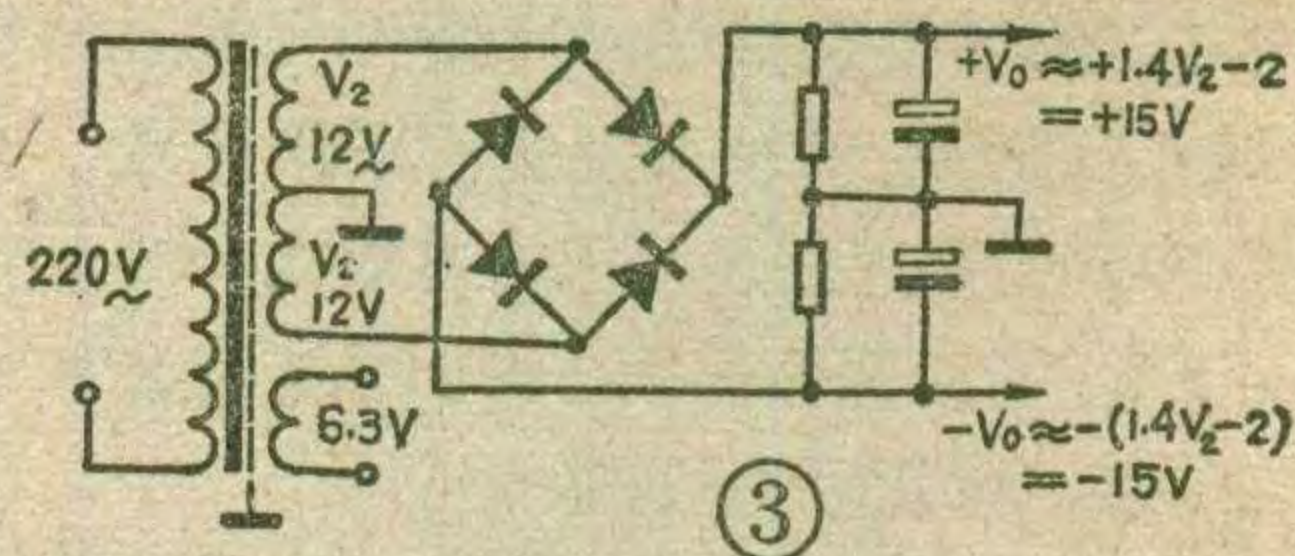 V₂
12V̰
+V₀≈+1.4V₂-2
=+15V
220V̰
V₂
12V
6.3V
-V₀≈-(1.4V₂-2)
=-15V
③